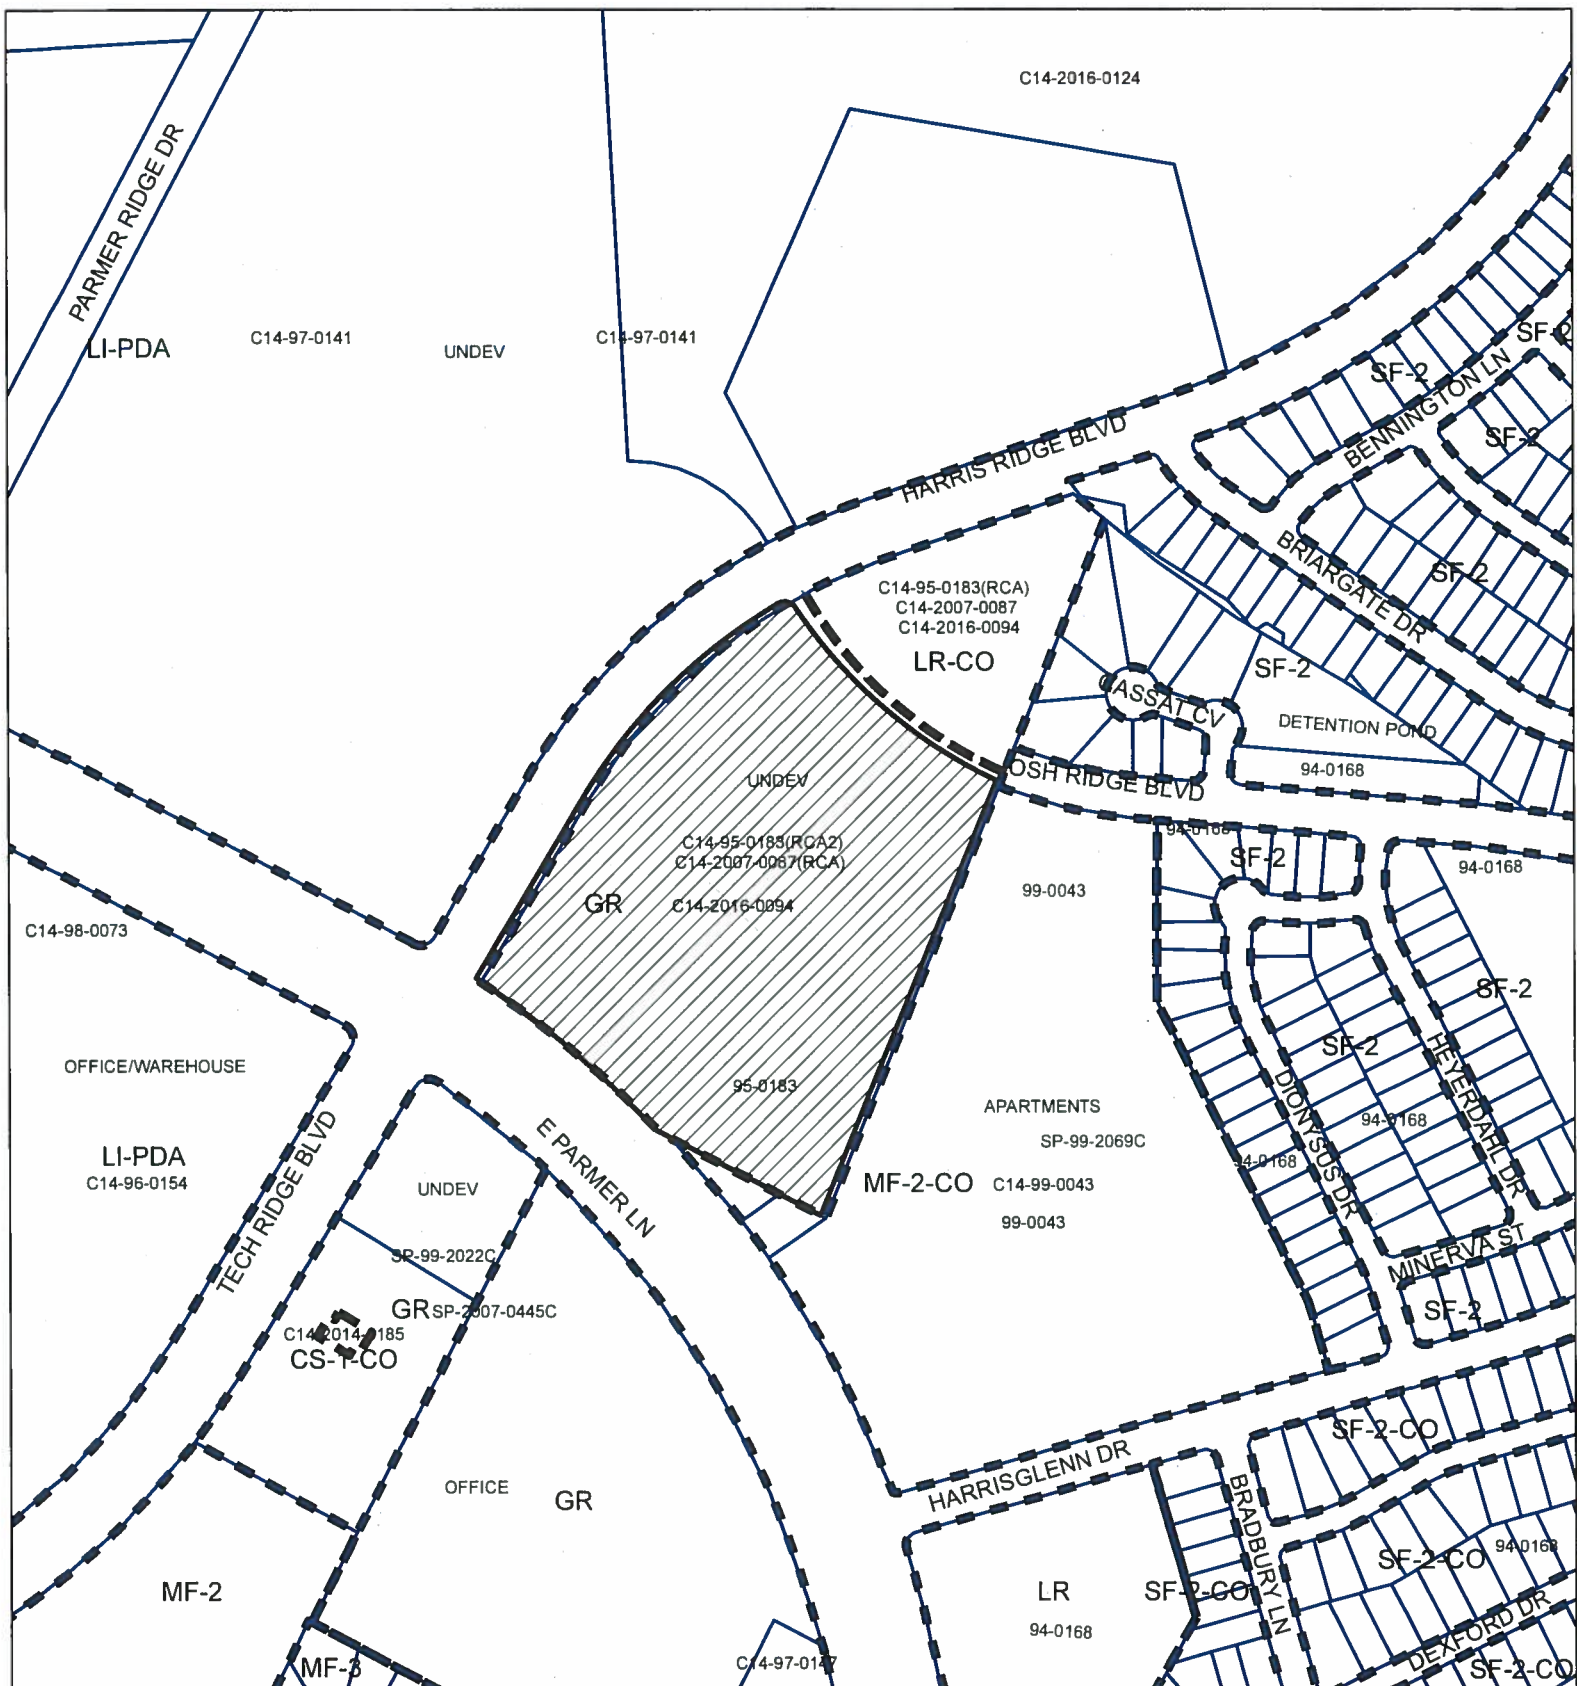 C14-2016-0124
PARMER RIDGE DR
LI-PDA
C14-97-0141
UNDEV
C14-97-0141
SF-2
SF-2
BENNINGTON LN
SF-2
HARRIS RIDGE BLVD
BRIARGATE DR
SF-2
C14-95-0183(RCA)
C14-2007-0087
C14-2016-0094
LR-CO
SF-2
CASSAT CV
DETENTION POND
94-0168
OSH RIDGE BLVD
UNDEV
C14-95-0183(RCA2)
C14-2007-0087(RCA)
GR
C14-2016-0094
94-0168
SF-2
94-0168
99-0043
C14-98-0073
SF-2
SF-2
HEYERDAHL DR
DIONYSUS DR
94-0168
94-0168
OFFICE/WAREHOUSE
95-0183
APARTMENTS
SP-99-2069C
E PARMER LN
LI-PDA
C14-96-0154
TECH RIDGE BLVD
UNDEV
MF-2-CO
C14-99-0043
99-0043
SP-99-2022C
MINERVA ST
GR
SP-2007-0445C
SF-2
C14-2014-0185
CS-1-CO
SF-2-CO
HARRISGLENN DR
OFFICE
GR
BRADBURY LN
94-0168
SF-2-CO
MF-2
LR
SF-2-CO
94-0168
DEXFORD DR
MF-3
C14-97-0147
SF-2-CO